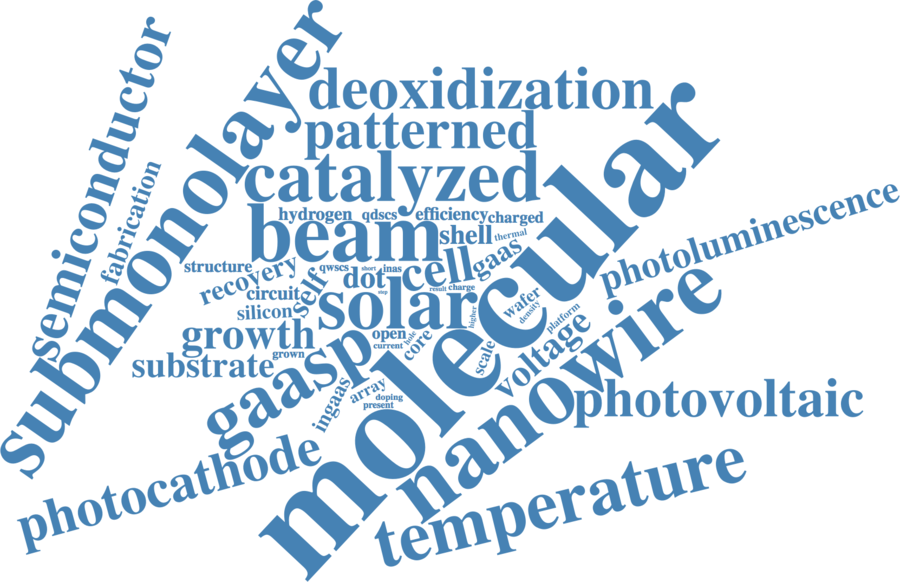 semiconductor
submonolayer
deoxidization
patterned
molecular
catalyzed
fabrication
hydrogen
qdscs
efficiency
charged
beam
shell
thermal
photoluminescence
structure
recovery
qwscs
short
inas
cell
gaas
circuit
self
dot
step
result
charge
silicon
solar
higher
wafer
density
platform
nanowire
growth
grown
open
current
hole
core
scale
voltage
substrate
gaasp
ingaas
array
doping
present
photovoltaic
photocathode
temperature